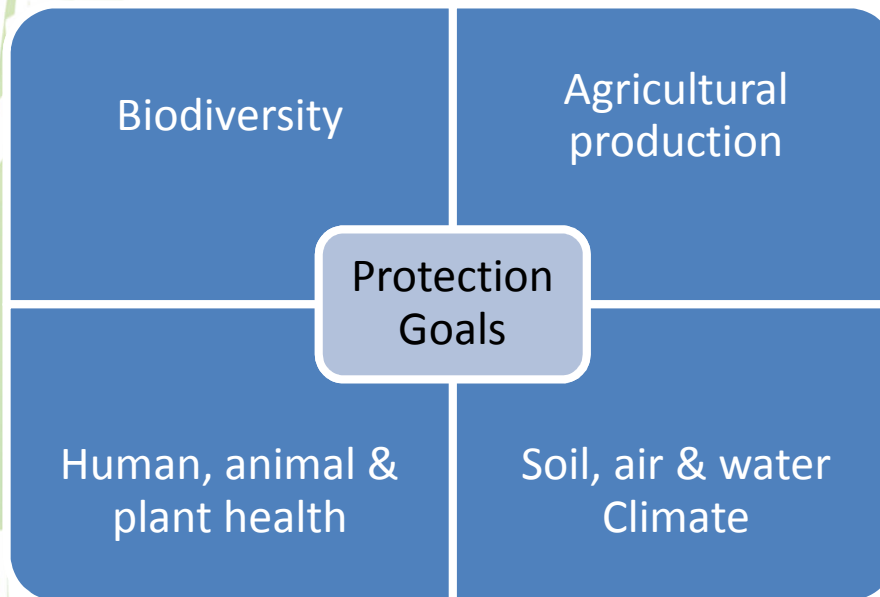 Biodiversity
Agricultural
production
Protection
Goals
Human, animal &
plant health
Soil, air & water
Climate